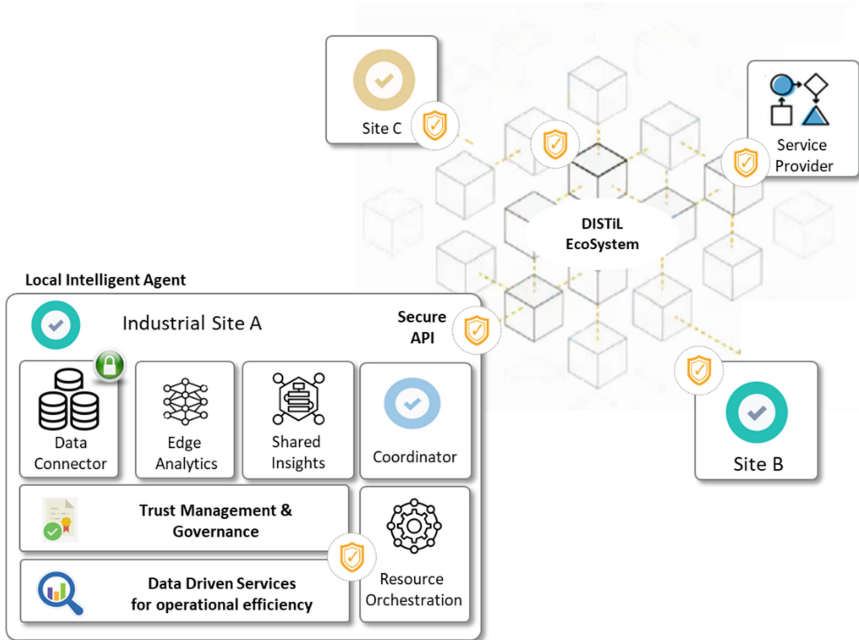 Site C
Service
Provider
DISTiL
EcoSystem
Local Intelligent Agent
Industrial Site A
Secure
API
Data
Connector
Edge
Analytics
Shared
Insights
Coordinator
Site B
Trust Management &
Governance
Data Driven Services
for operational efficiency
Resource
Orchestration